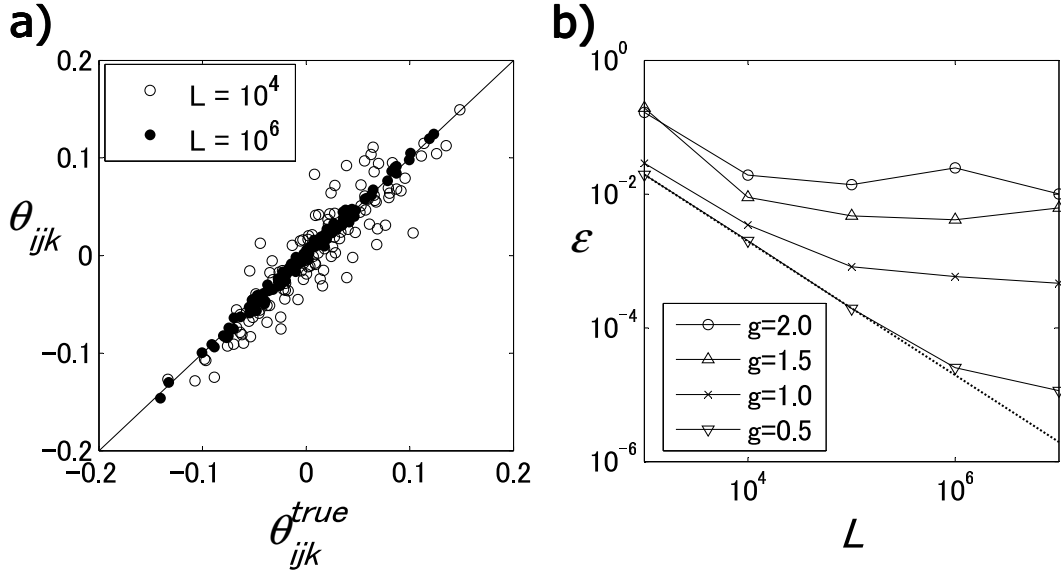 a)
0.2
0.1
0
−0.1
−0.2
θijk
L = 10^4
L = 10^6
−0.2 −0.1 0 0.1 0.2
θijk^true
b)
10^0
10^−2
10^−4
10^−6
ε
g=2.0
g=1.5
g=1.0
g=0.5
10^4 10^6
L